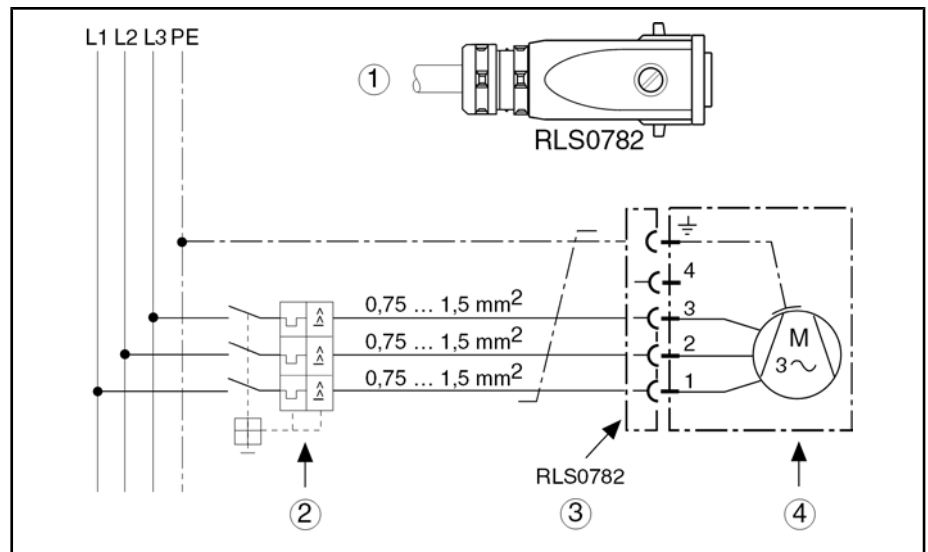 L1 L2 L3 PE
①
RLS0782
4
0,75 … 1,5 mm²
3
0,75 … 1,5 mm²
2
0,75 … 1,5 mm²
1
M
3~
RLS0782
②
③
④